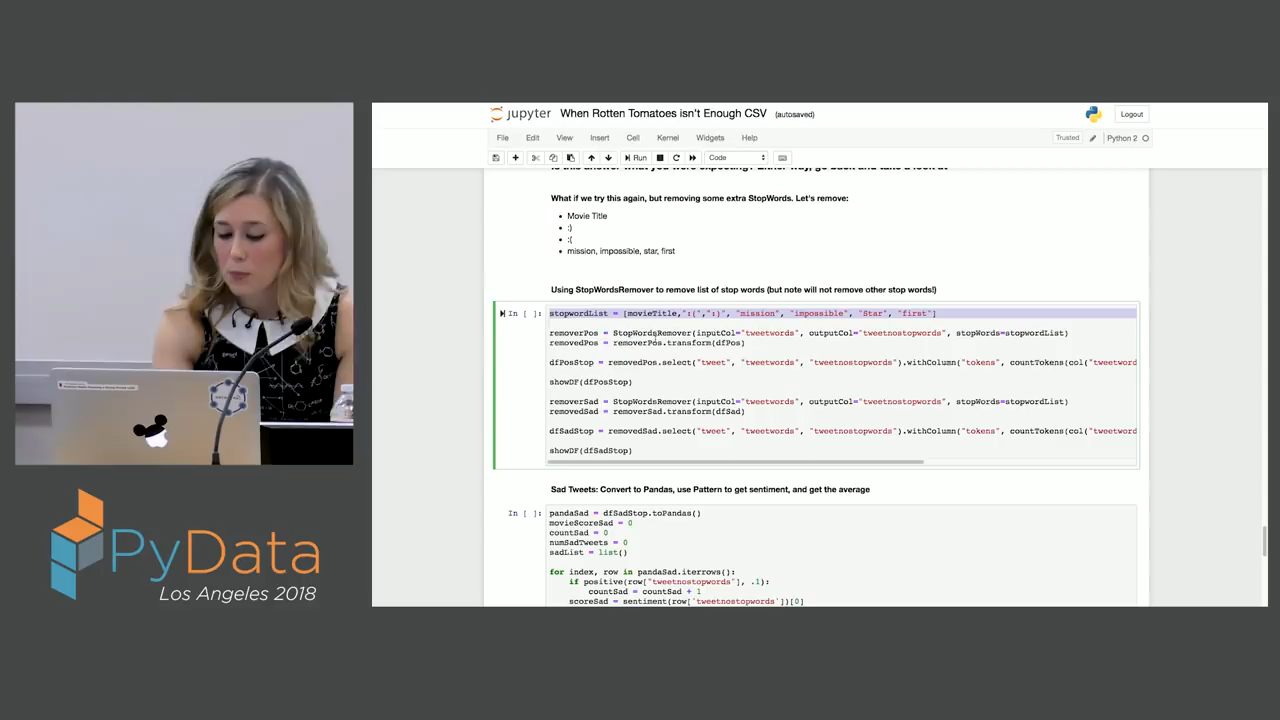 jupyter When Rotten Tomatoes isn't Enough CSV (autosaved) Logout
File Edit View Insert Cell Kernel Widgets Help Trusted Python 2
Run Code
What if we try this again, but removing some extra StopWords. Let's remove:
Movie Title
:)
:(
mission, impossible, star, first
Using StopWordsRemover to remove list of stop words (but note will not remove other stop words!)
In [ ]: stopwordList = [movieTitle,":(",":)", "mission", "impossible", "Star", "first"]
removerPos = StopWordsRemover(inputCol="tweetwords", outputCol="tweetnostopwords", stopWords=stopwordList)
removedPos = removerPos.transform(dfPos)
dfPosStop = removedPos.select("tweet", "tweetwords", "tweetnostopwords").withColumn("tokens", countTokens(col("tweetword
showDF(dfPosStop)
removerSad = StopWordsRemover(inputCol="tweetwords", outputCol="tweetnostopwords", stopWords=stopwordList)
removedSad = removerSad.transform(dfSad)
dfSadStop = removedSad.select("tweet", "tweetwords", "tweetnostopwords").withColumn("tokens", countTokens(col("tweetword
showDF(dfSadStop)
Sad Tweets: Convert to Pandas, use Pattern to get sentiment, and get the average
In [ ]: pandaSad = dfSadStop.toPandas()
movieScoreSad = 0
countSad = 0
numSadTweets = 0
sadList = list()
for index, row in pandaSad.iterrows():
if positive(row["tweetnostopwords"], .1):
countSad = countSad + 1
scoreSad = sentiment(row['tweetnostopwords'])[0]
PyData
Los Angeles 2018